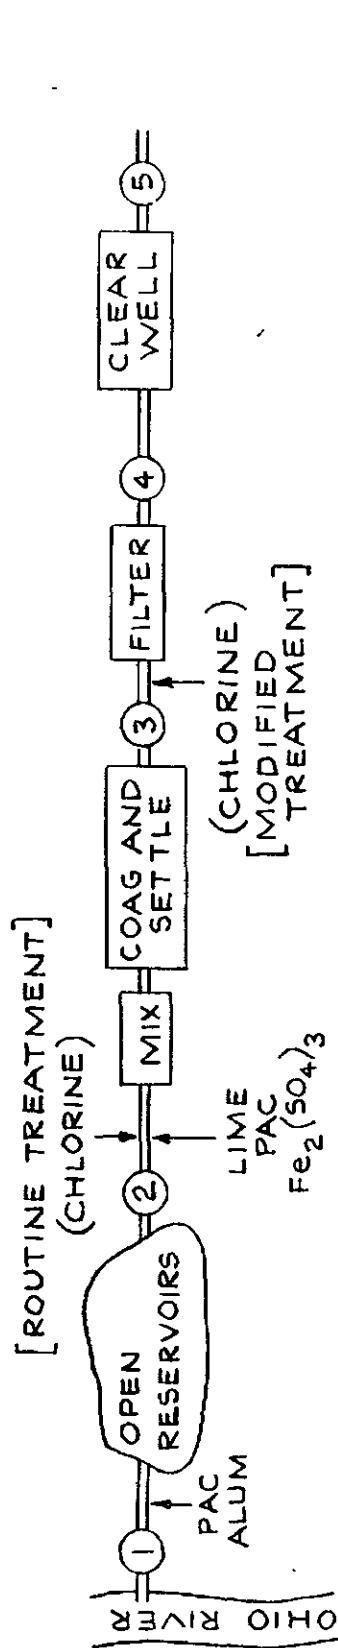 [ROUTINE TREATMENT]
(CHLORINE)
OHIO RIVER
1
PAC
ALUM
OPEN
RESERVOIRS
2
LIME
PAC
Fe₂(SO₄)₃
MIX
COAG AND
SETTLE
3
(CHLORINE)
[MODIFIED
TREATMENT]
FILTER
4
CLEAR
WELL
5